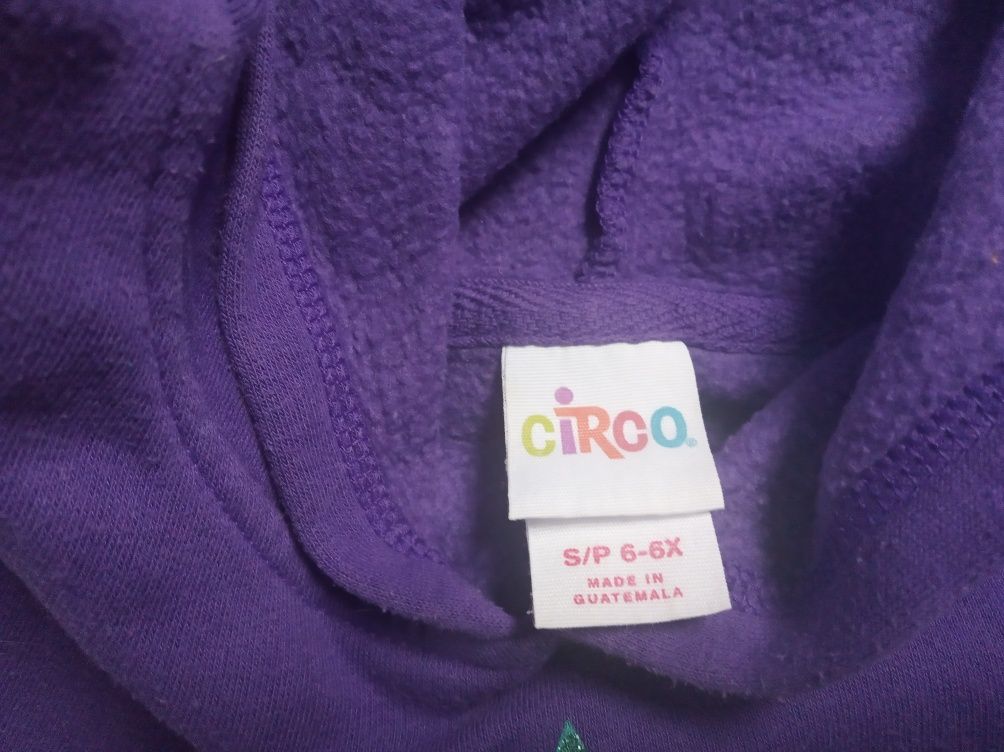 CiRCO®
S/P 6-6X
MADE IN
GUATEMALA